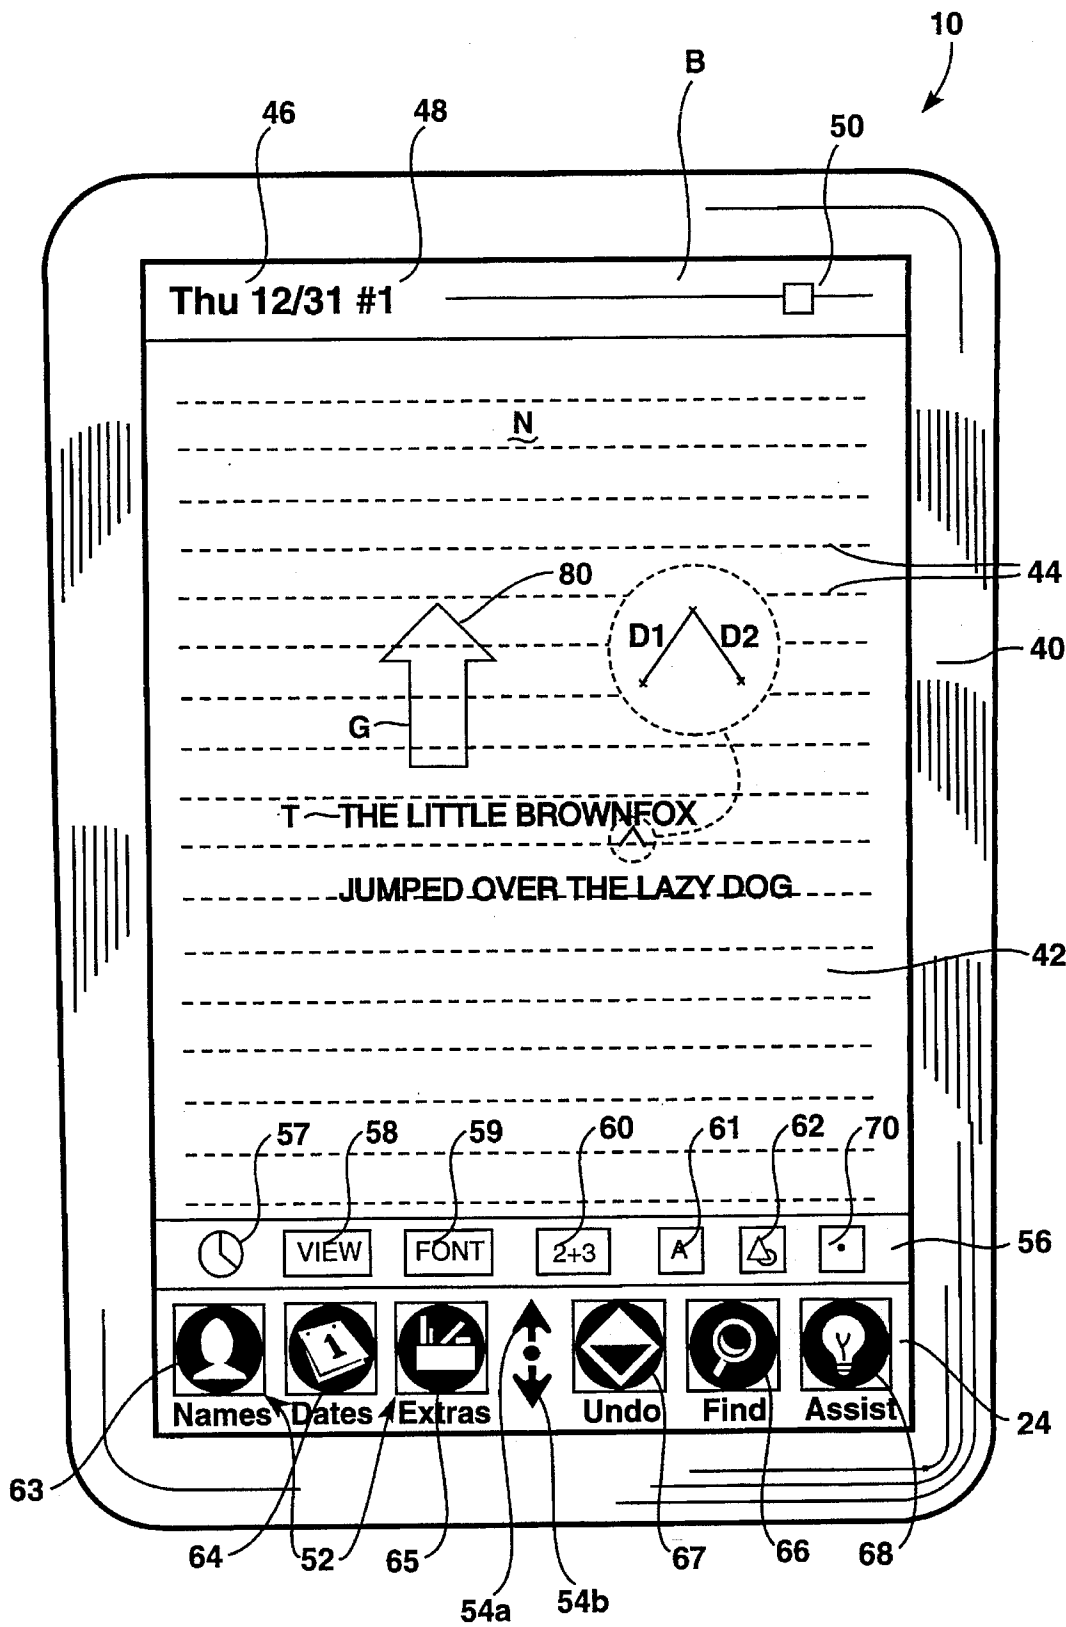 10
B
46 48
50
Thu 12/31 #1
N
80
44
D1 D2
40
G
T THE LITTLE BROWNFOX
JUMPED OVER THE LAZY DOG
42
57 58 59 60 61 62 70
VIEW FONT 2+3 A
56
1
Names Dates Extras Undo Find Assist
24
63
64 52 65 67 66 68
54a 54b